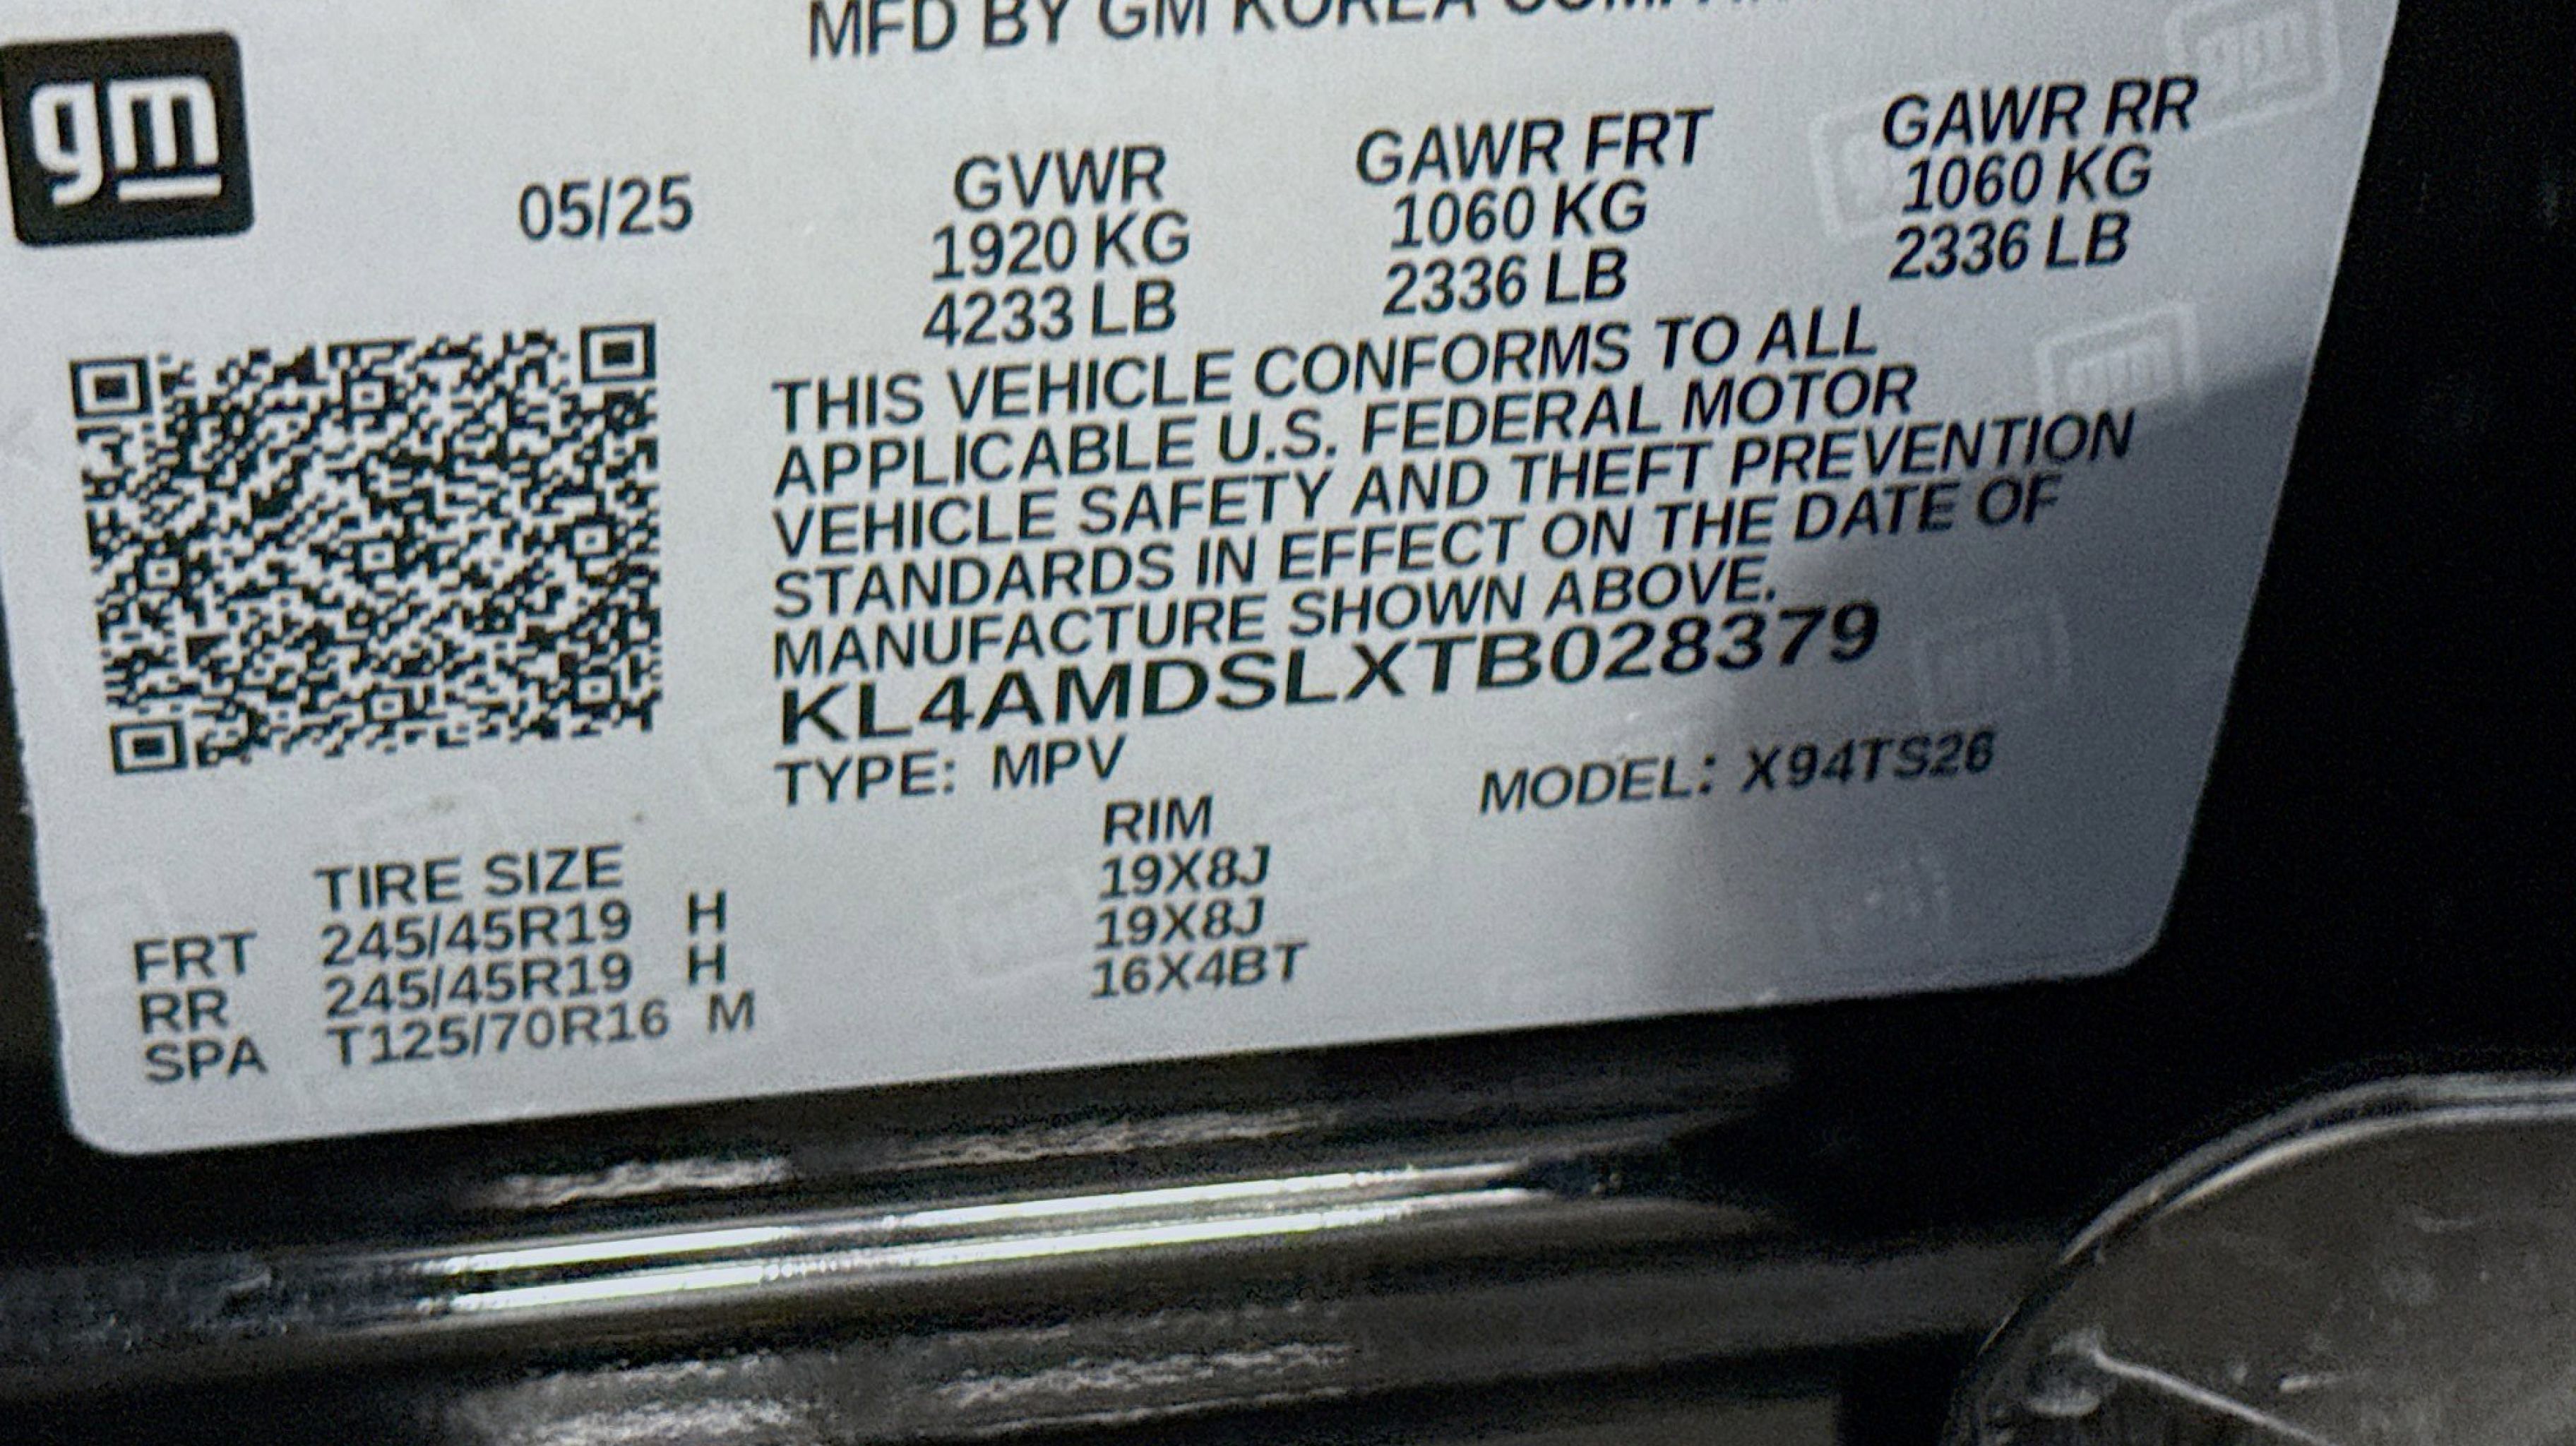 MFD BY GM KOREA
gm
05/25
GVWR
1920 KG
4233 LB
GAWR FRT
1060 KG
2336 LB
GAWR RR
1060 KG
2336 LB
THIS VEHICLE CONFORMS TO ALL
APPLICABLE U.S. FEDERAL MOTOR
VEHICLE SAFETY AND THEFT PREVENTION
STANDARDS IN EFFECT ON THE DATE OF
MANUFACTURE SHOWN ABOVE.
KL4AMDSLXTB028379
TYPE: MPV MODEL: X94TS26
TIRE SIZE RIM
FRT 245/45R19 H 19X8J
RR 245/45R19 H 19X8J
SPA T125/70R16 M 16X4BT